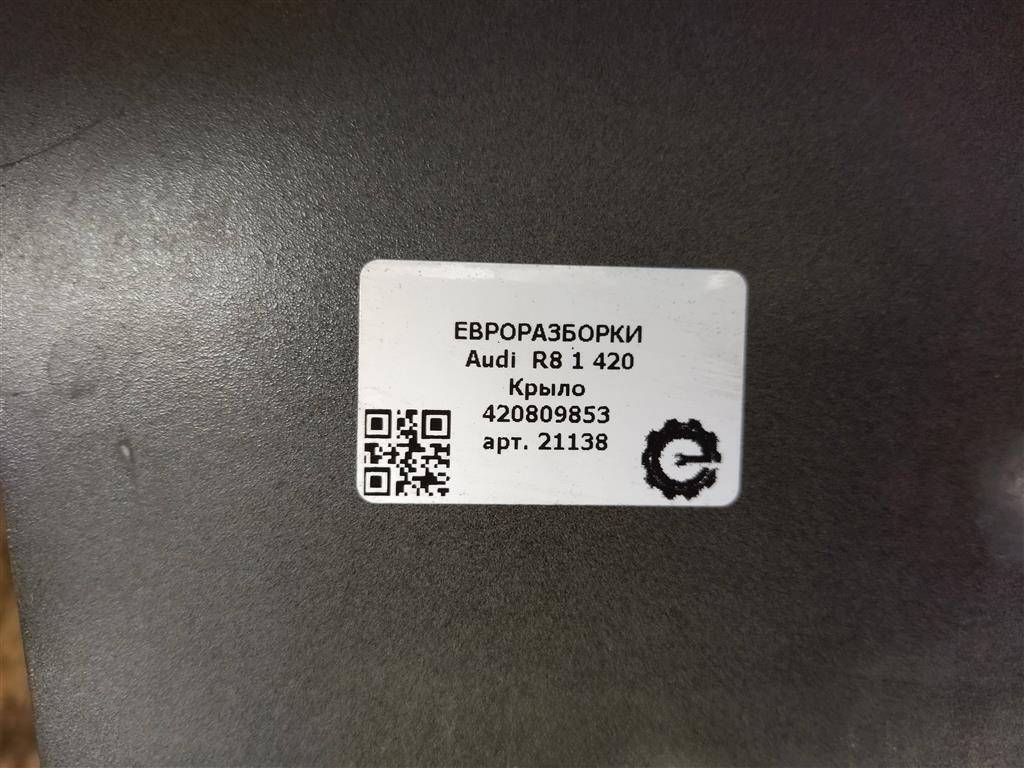 ЕВРОРАЗБОРКИ
Audi R8 1 420
Крыло
420809853
арт. 21138